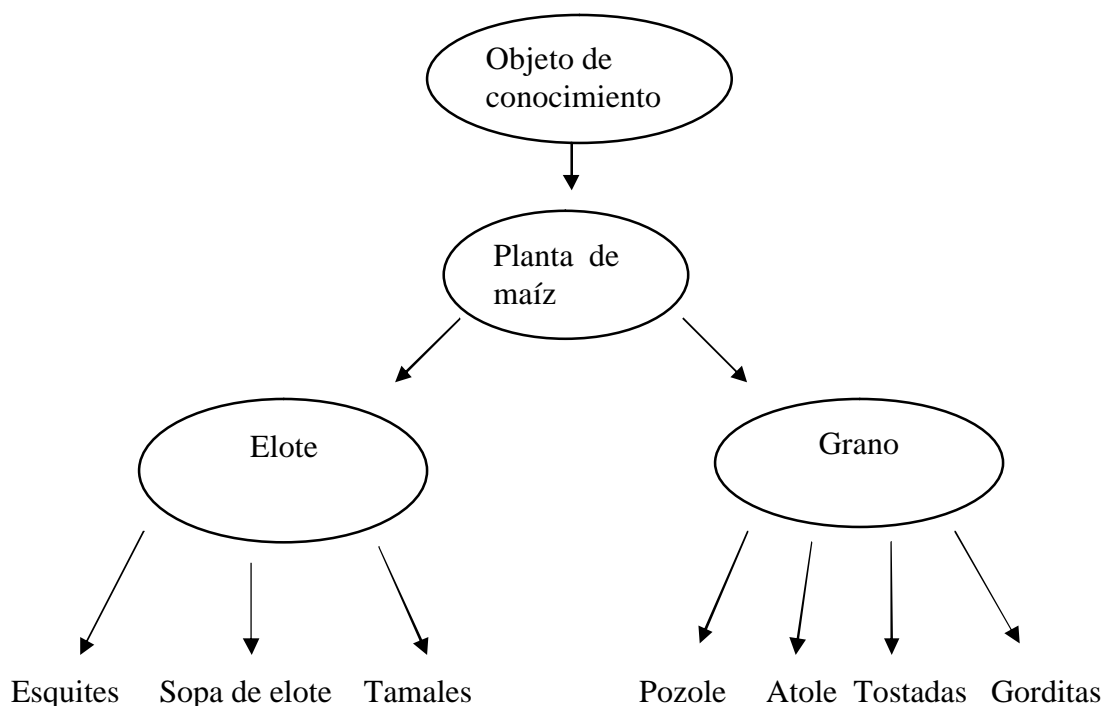 Objeto de
conocimiento
Planta de
maíz
Elote
Grano
Esquites
Sopa de elote
Tamales
Pozole
Atole
Tostadas
Gorditas